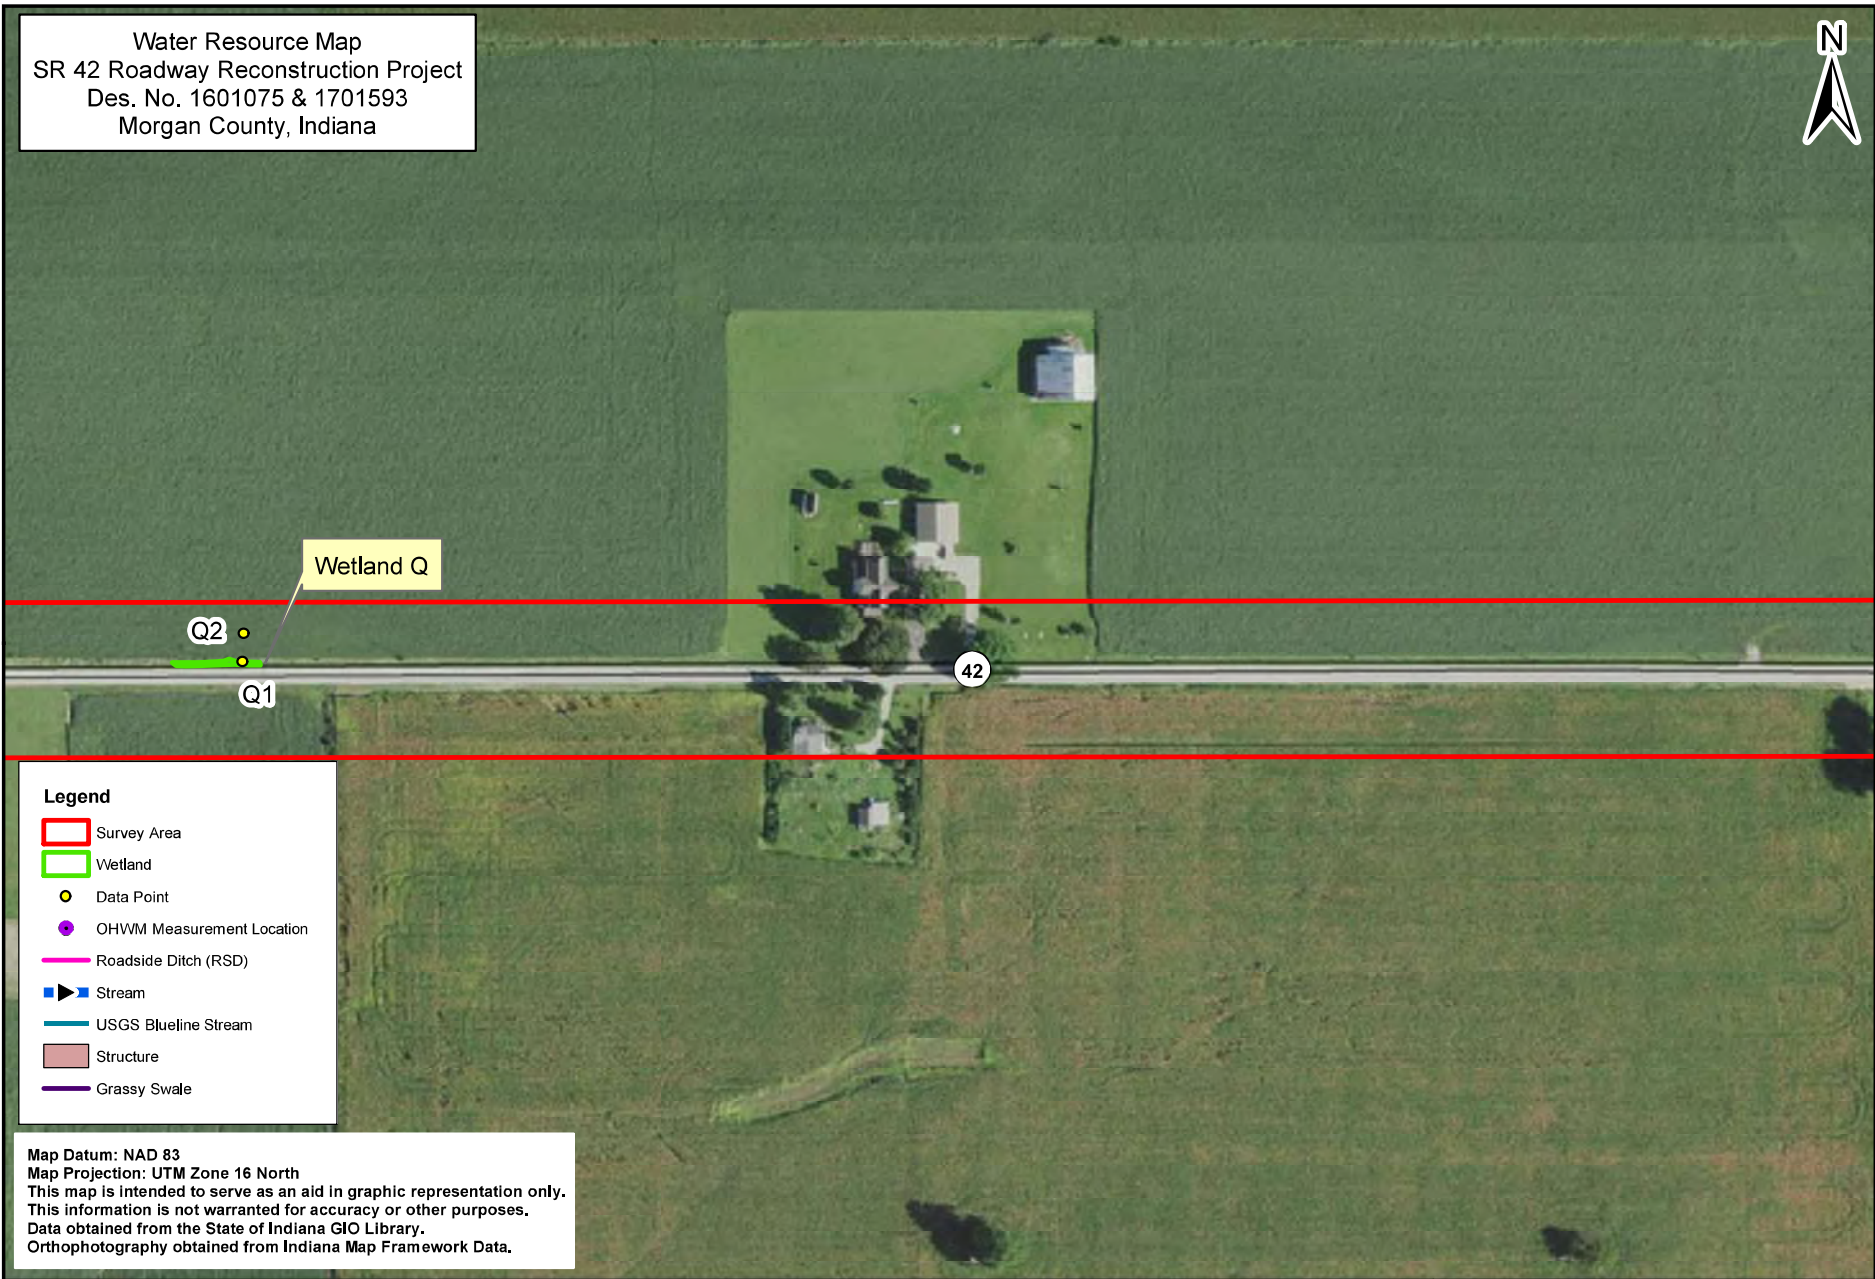 Water Resource Map
SR 42 Roadway Reconstruction Project
Des. No. 1601075 & 1701593
Morgan County, Indiana
N
Wetland Q
Q2
Q1
42
Legend
Survey Area
Wetland
Data Point
OHWM Measurement Location
Roadside Ditch (RSD)
Stream
USGS Blueline Stream
Structure
Grassy Swale
Map Datum: NAD 83
Map Projection: UTM Zone 16 North
This map is intended to serve as an aid in graphic representation only.
This information is not warranted for accuracy or other purposes.
Data obtained from the State of Indiana GIO Library.
Orthophotography obtained from Indiana Map Framework Data.